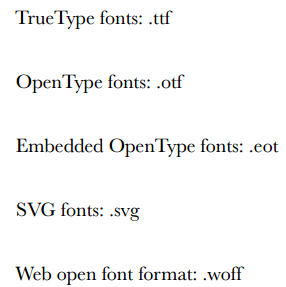 TrueType fonts: .ttf
OpenType fonts: .otf
Embedded OpenType fonts: .eot
SVG fonts: .svg
Web open font format: .woff